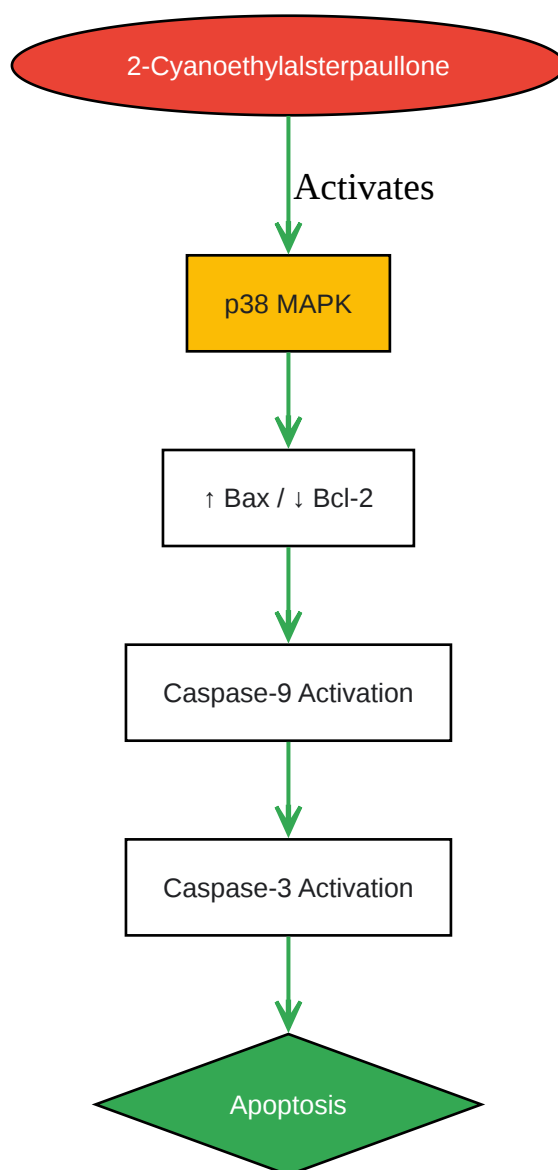 2-Cyanoethylalsterpaullone
Activates
p38 MAPK
↑ Bax / ↓ Bcl-2
Caspase-9 Activation
Caspase-3 Activation
Apoptosis